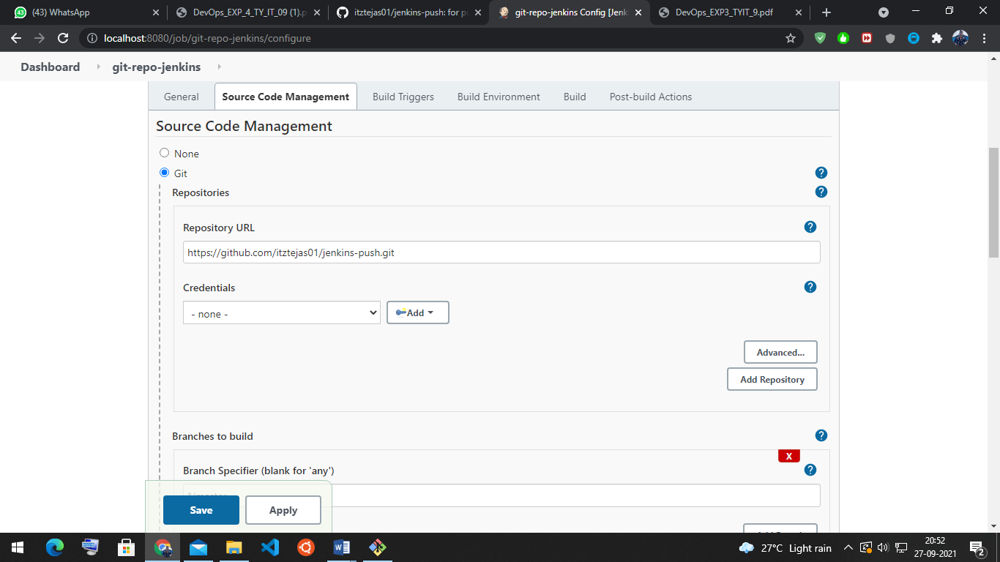 (43) WhatsApp
DevOps_EXP_4_TY_IT_09 (1).p
itztejas01/jenkins-push: for pu
git-repo-jenkins Config [Jenk
DevOps_EXP3_TYIT_9.pdf
localhost:8080/job/git-repo-jenkins/configure
Dashboard
git-repo-jenkins
General
Source Code Management
Build Triggers
Build Environment
Build
Post-build Actions
Source Code Management
None
Git
Repositories
Repository URL
https://github.com/itztejas01/jenkins-push.git
Credentials
- none -
Add
Advanced...
Add Repository
Branches to build
X
Branch Specifier (blank for 'any')
*/master
Save
Apply
27°C Light rain
20:52
27-09-2021
2